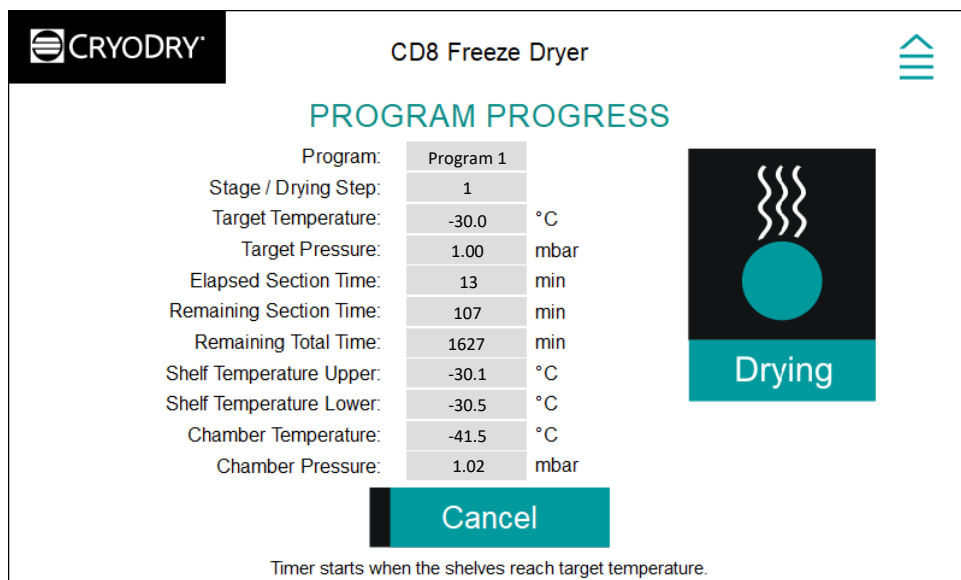 CRYODRY
CD8 Freeze Dryer
PROGRAM PROGRESS
Program: Program 1
Stage / Drying Step: 1
Target Temperature: -30.0 °C
Target Pressure: 1.00 mbar
Elapsed Section Time: 13 min
Remaining Section Time: 107 min
Remaining Total Time: 1627 min
Shelf Temperature Upper: -30.1 °C
Shelf Temperature Lower: -30.5 °C
Chamber Temperature: -41.5 °C
Chamber Pressure: 1.02 mbar
Drying
Cancel
Timer starts when the shelves reach target temperature.